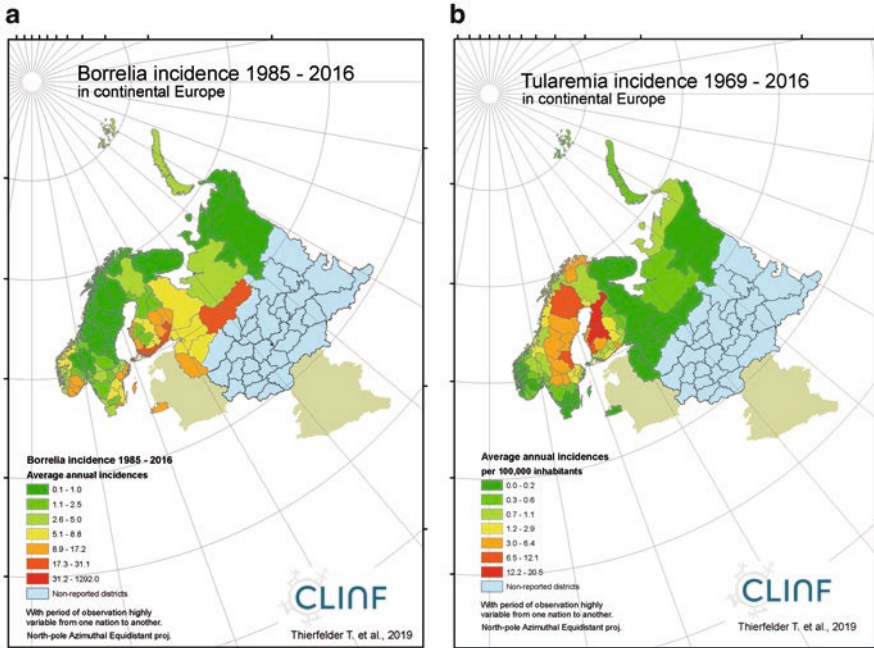 a
Borrelia incidence 1985 - 2016
in continental Europe
Borrelia incidence 1985 - 2016
Average annual incidences
0.1 - 1.0
1.1 - 2.5
2.6 - 5.0
5.1 - 8.8
8.9 - 17.2
17.3 - 31.1
31.2 - 1292.0
Non-reported districts
With period of observation highly
variable from one nation to another.
North-pole Azimuthal Equidistant proj.
CLINF
Thierfelder T. et al., 2019
b
Tularemia incidence 1969 - 2016
in continental Europe
Average annual incidences
per 100,000 inhabitants
0.0 - 0.2
0.3 - 0.6
0.7 - 1.1
1.2 - 2.9
3.0 - 6.4
6.5 - 12.1
12.2 - 20.5
Non-reported districts
With period of observation highly
variable from one nation to another.
North-pole Azimuthal Equidistant proj.
CLINF
Thierfelder T. et al., 2019